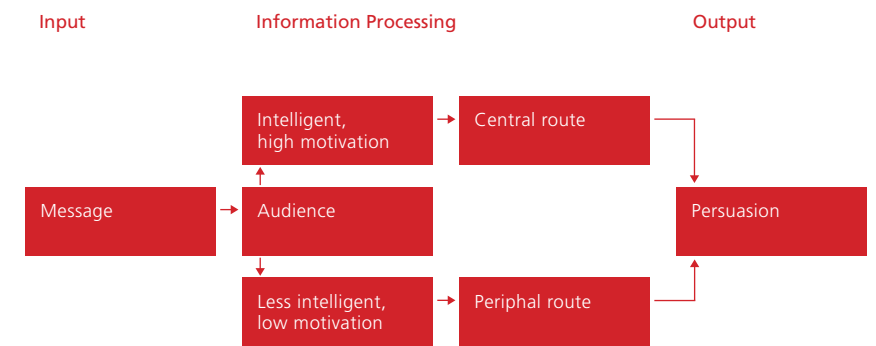 Input
Information Processing
Output
Intelligent,
high motivation
Central route
Message
Audience
Persuasion
Less intelligent,
low motivation
Periphal route